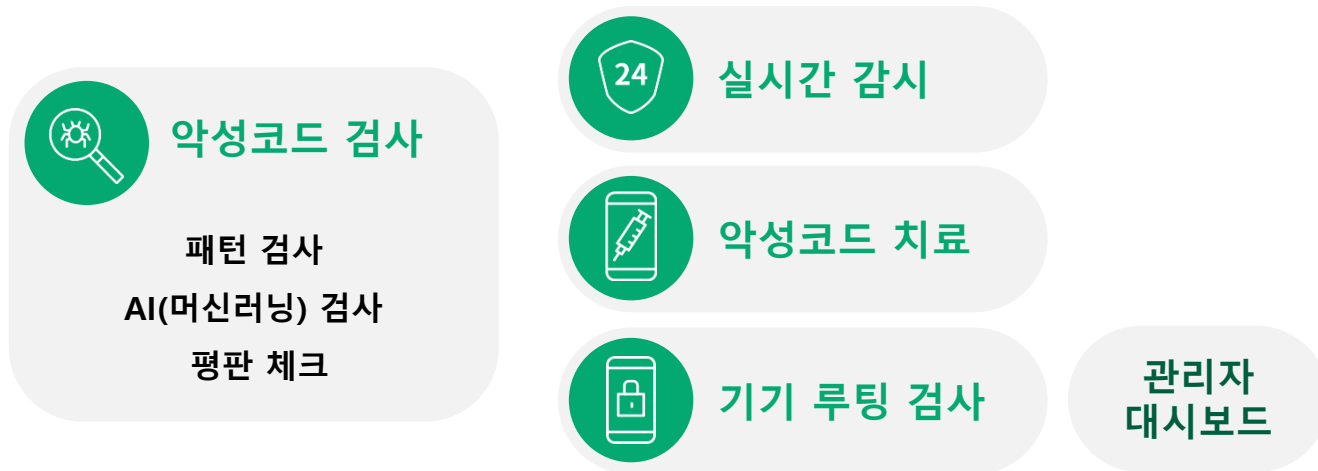 악성코드 검사
패턴 검사
AI(머신러닝) 검사
평판 체크
24
실시간 감시
악성코드 치료
기기 루팅 검사
관리자
대시보드